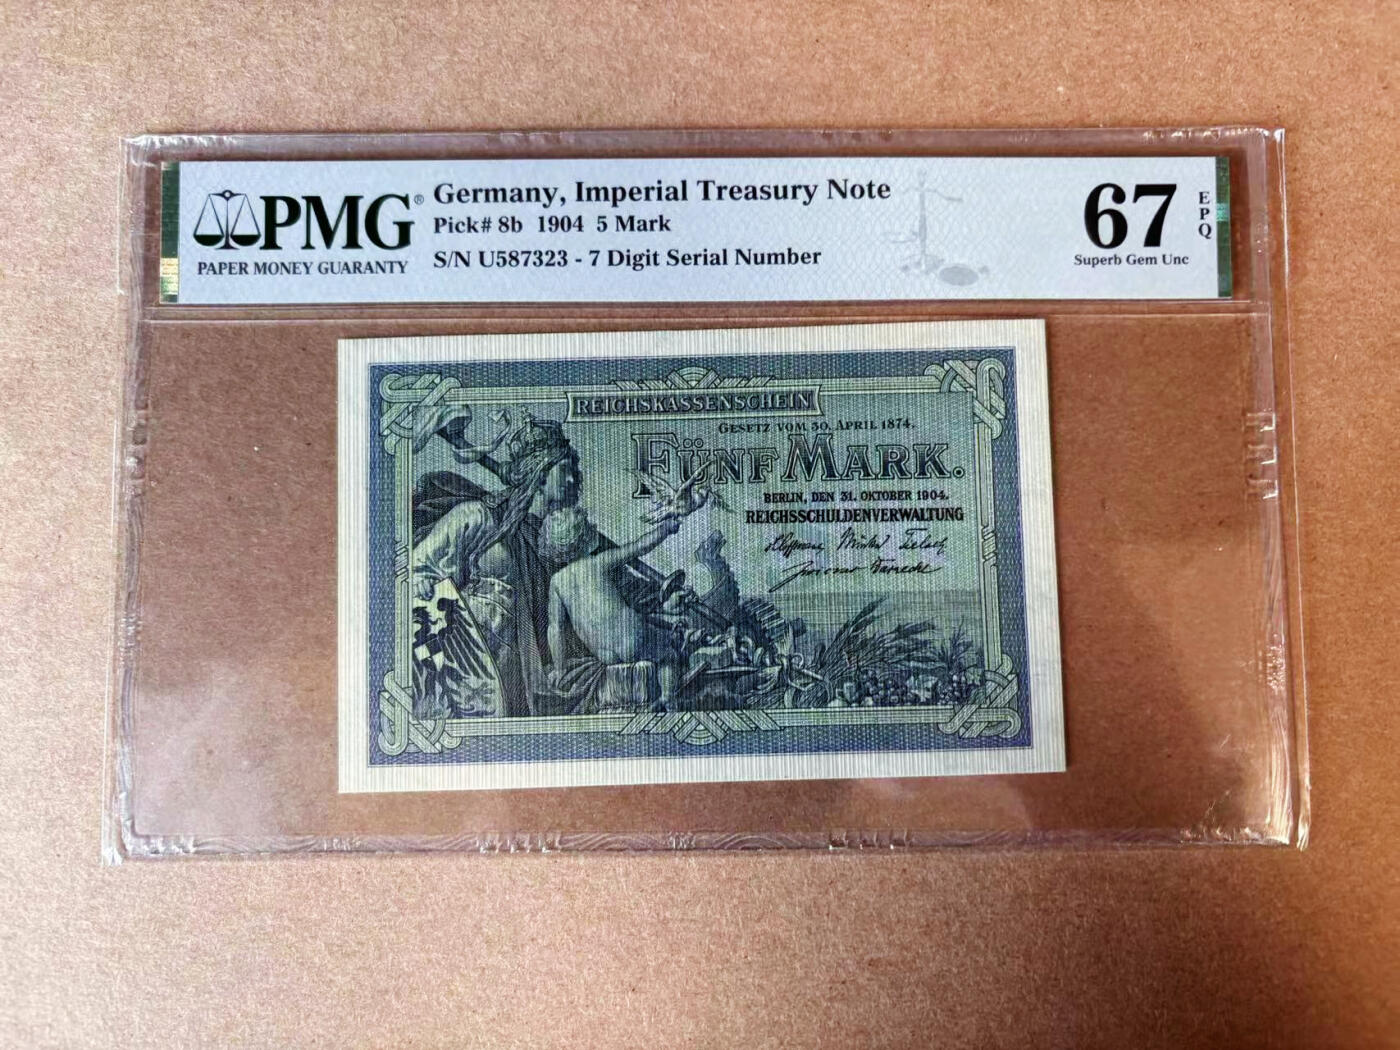 PMG®
PAPER MONEY GUARANTY
Germany, Imperial Treasury Note
Pick# 8b 1904 5 Mark
S/N U587323 - 7 Digit Serial Number
67
EPQ
Superb Gem Unc
REICHSKASSENSCHEIN
GESETZ VOM 30. APRIL 1874.
FÜNF MARK.
BERLIN, DEN 31. OKTOBER 1904.
REICHSSCHULDENVERWALTUNG